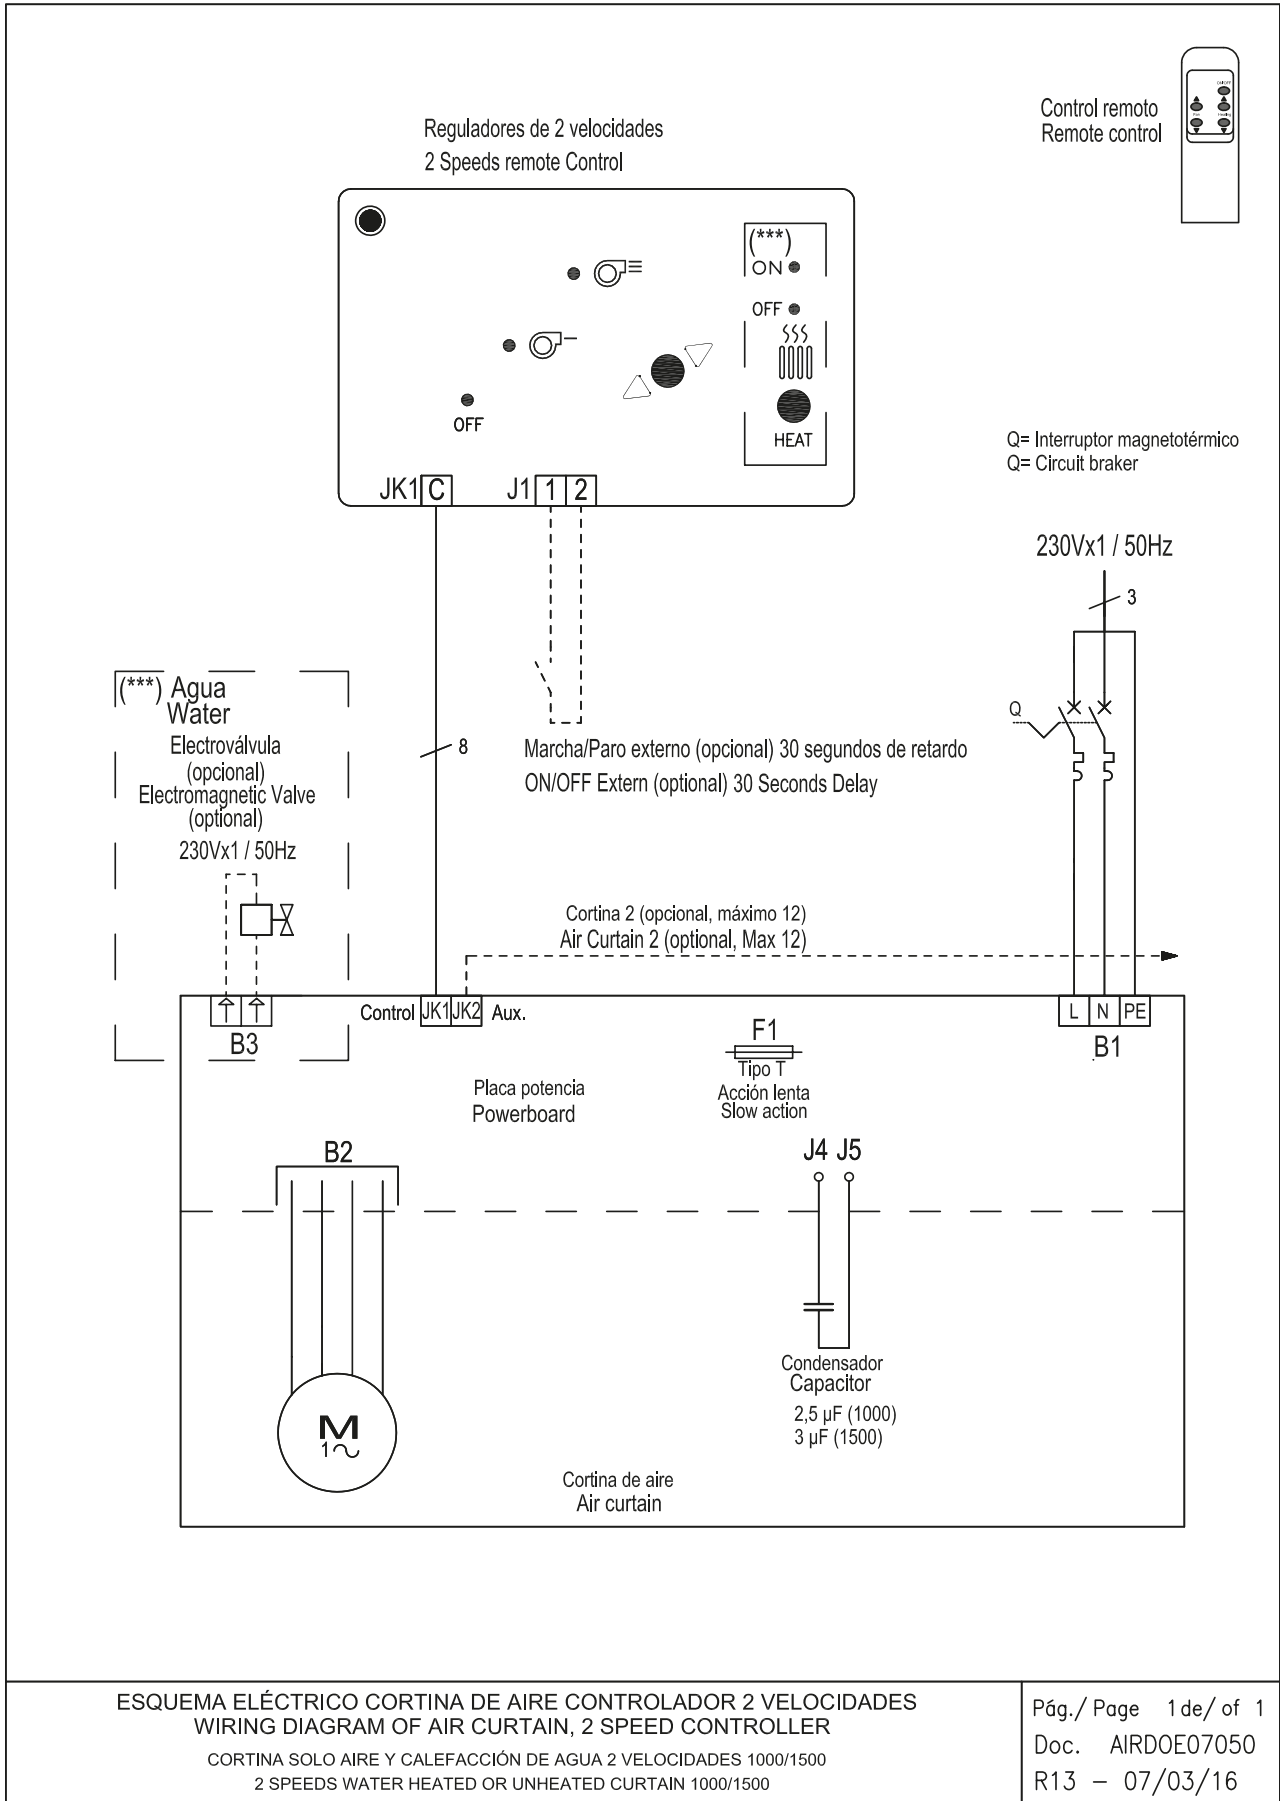 Control remoto
Remote control
On/OFF
Fan
Heating
Reguladores de 2 velocidades
2 Speeds remote Control
(***)
ON
OFF
OFF
HEAT
JK1 C
J1 1 2
Q= Interruptor magnetotérmico
Q= Circuit braker
230Vx1 / 50Hz
3
Q
(***) Agua
Water
Electroválvula
(opcional)
Electromagnetic Valve
(optional)
230Vx1 / 50Hz
8
Marcha/Paro externo (opcional) 30 segundos de retardo
ON/OFF Extern (optional) 30 Seconds Delay
Cortina 2 (opcional, máximo 12)
Air Curtain 2 (optional, Max 12)
B3
Control JK1 JK2 Aux.
L N PE
B1
F1
Tipo T
Acción lenta
Slow action
Placa potencia
Powerboard
B2
J4 J5
M
1
Condensador
Capacitor
2,5 µF (1000)
3 µF (1500)
Cortina de aire
Air curtain
ESQUEMA ELÉCTRICO CORTINA DE AIRE CONTROLADOR 2 VELOCIDADES
WIRING DIAGRAM OF AIR CURTAIN, 2 SPEED CONTROLLER
CORTINA SOLO AIRE Y CALEFACCIÓN DE AGUA 2 VELOCIDADES 1000/1500
2 SPEEDS WATER HEATED OR UNHEATED CURTAIN 1000/1500
Pág./ Page 1 de/ of 1
Doc. AIRDOE07050
R13 – 07/03/16